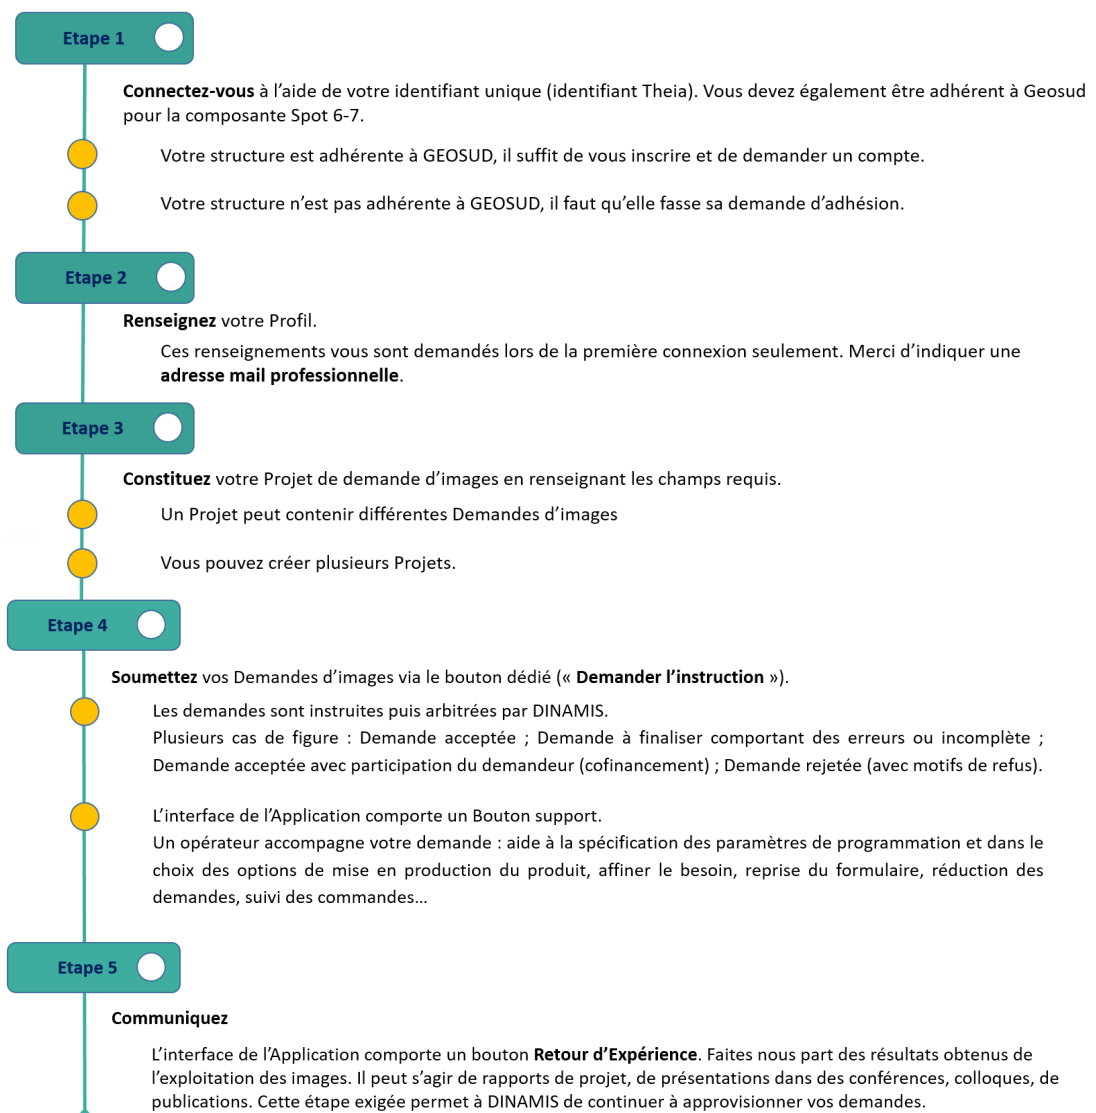 Etape 1
Connectez-vous à l’aide de votre identifiant unique (identifiant Theia). Vous devez également être adhérent à Geosud
pour la composante Spot 6-7.
Votre structure est adhérente à GEOSUD, il suffit de vous inscrire et de demander un compte.
Votre structure n’est pas adhérente à GEOSUD, il faut qu’elle fasse sa demande d’adhésion.
Etape 2
Renseignez votre Profil.
Ces renseignements vous sont demandés lors de la première connexion seulement. Merci d’indiquer une
adresse mail professionnelle.
Etape 3
Constituez votre Projet de demande d’images en renseignant les champs requis.
Un Projet peut contenir différentes Demandes d’images
Vous pouvez créer plusieurs Projets.
Etape 4
Soumettez vos Demandes d’images via le bouton dédié (« Demander l’instruction »).
Les demandes sont instruites puis arbitrées par DINAMIS.
Plusieurs cas de figure : Demande acceptée ; Demande à finaliser comportant des erreurs ou incomplète ;
Demande acceptée avec participation du demandeur (cofinancement) ; Demande rejetée (avec motifs de refus).
L’interface de l’Application comporte un Bouton support.
Un opérateur accompagne votre demande : aide à la spécification des paramètres de programmation et dans le
choix des options de mise en production du produit, affiner le besoin, reprise du formulaire, réduction des
demandes, suivi des commandes…
Etape 5
Communiquez
L’interface de l’Application comporte un bouton Retour d’Expérience. Faites nous part des résultats obtenus de
l’exploitation des images. Il peut s’agir de rapports de projet, de présentations dans des conférences, colloques, de
publications. Cette étape exigée permet à DINAMIS de continuer à approvisionner vos demandes.